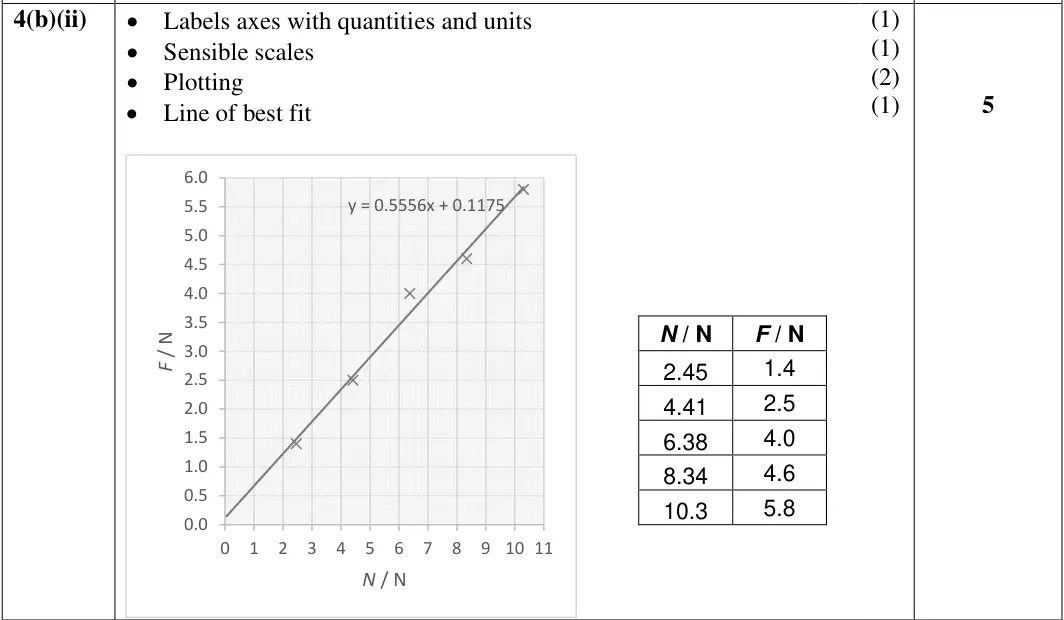 4(b)(ii)
• Labels axes with quantities and units (1)
• Sensible scales (1)
• Plotting (2)
• Line of best fit (1)
5
6.0
5.5
5.0
4.5
4.0
3.5
3.0
2.5
2.0
1.5
1.0
0.5
0.0
F / N
y = 0.5556x + 0.1175
0 1 2 3 4 5 6 7 8 9 10 11
N / N
N / N F / N
2.45 1.4
4.41 2.5
6.38 4.0
8.34 4.6
10.3 5.8